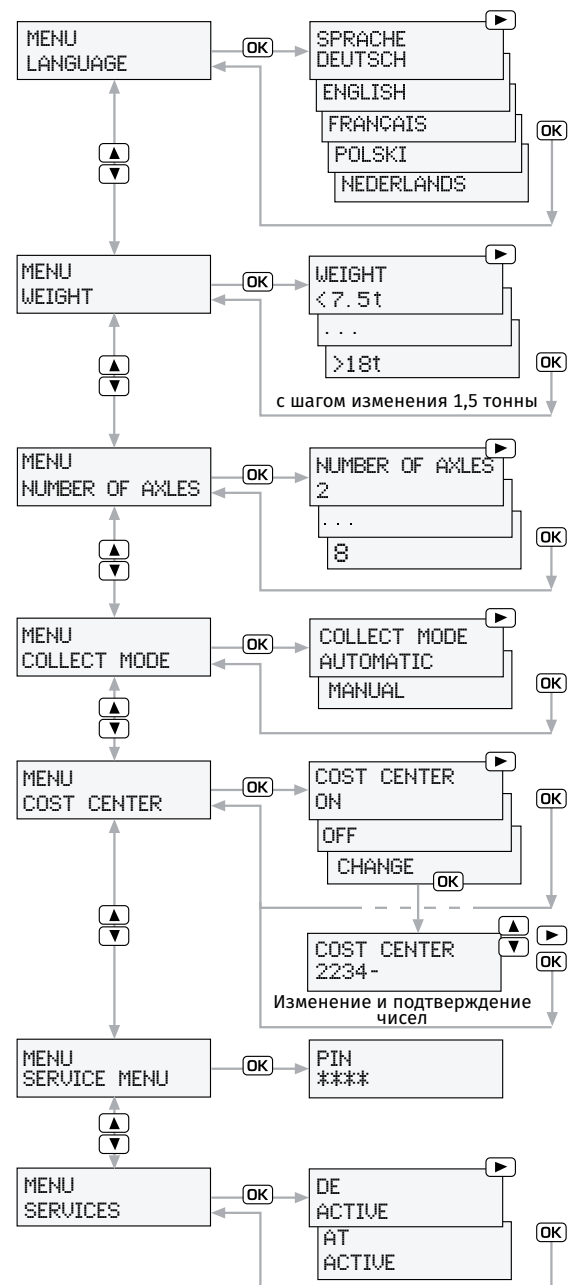 MENU
LANGUAGE
OK
SPRACHE
DEUTSCH
ENGLISH
FRANÇAIS
POLSKI
NEDERLANDS
OK
MENU
WEIGHT
OK
WEIGHT
<7.5t
...
>18t
OK
с шагом изменения 1,5 тонны
MENU
NUMBER OF AXLES
OK
NUMBER OF AXLES
2
...
8
OK
MENU
COLLECT MODE
OK
COLLECT MODE
AUTOMATIC
MANUAL
OK
MENU
COST CENTER
OK
COST CENTER
ON
OFF
CHANGE
OK
OK
COST CENTER
2234-
OK
Изменение и подтверждение
чисел
MENU
SERVICE MENU
OK
PIN
****
MENU
SERVICES
OK
DE
ACTIVE
AT
ACTIVE
OK